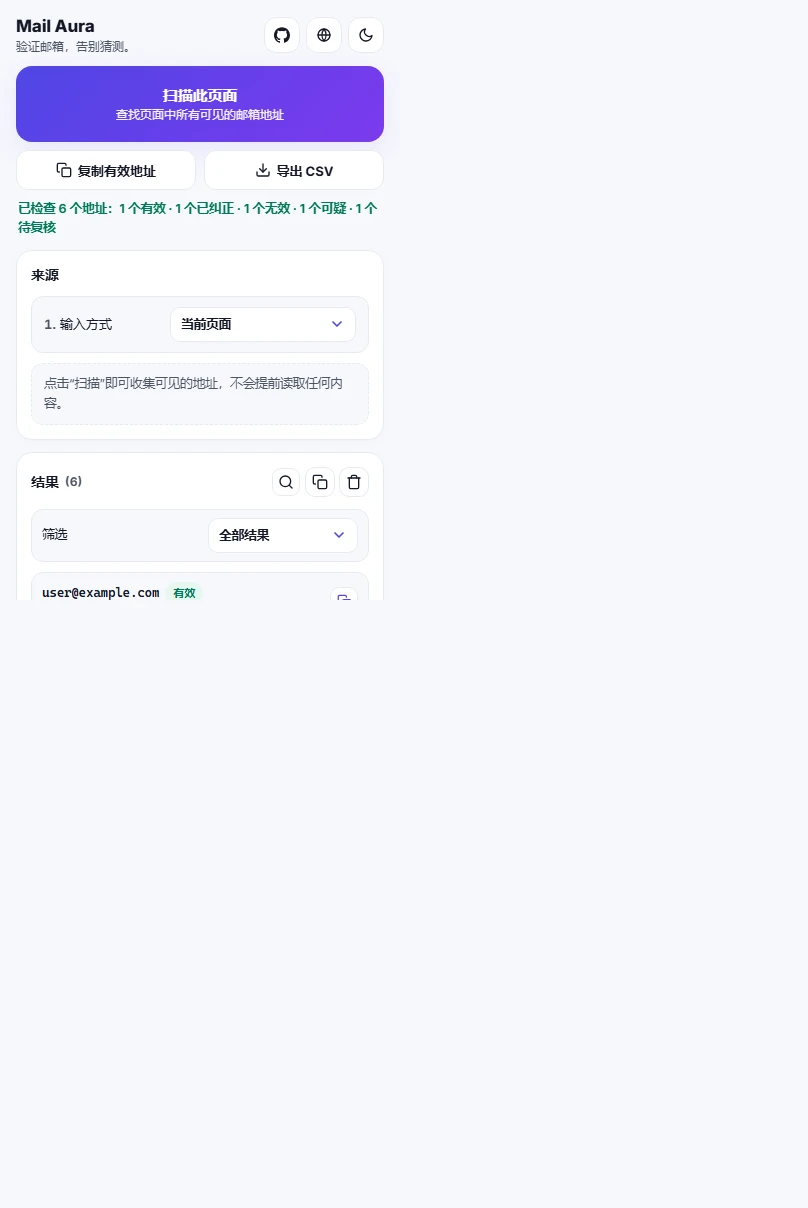 Mail Aura
验证邮箱，告别猜测。
扫描此页面
查找页面中所有可见的邮箱地址
复制有效地址
导出 CSV
已检查 6 个地址：1 个有效 · 1 个已纠正 · 1 个无效 · 1 个可疑 · 1 个
待复核
来源
1. 输入方式
当前页面
点击“扫描”即可收集可见的地址，不会提前读取任何内
容。
结果 (6)
筛选
全部结果
user@example.com 有效